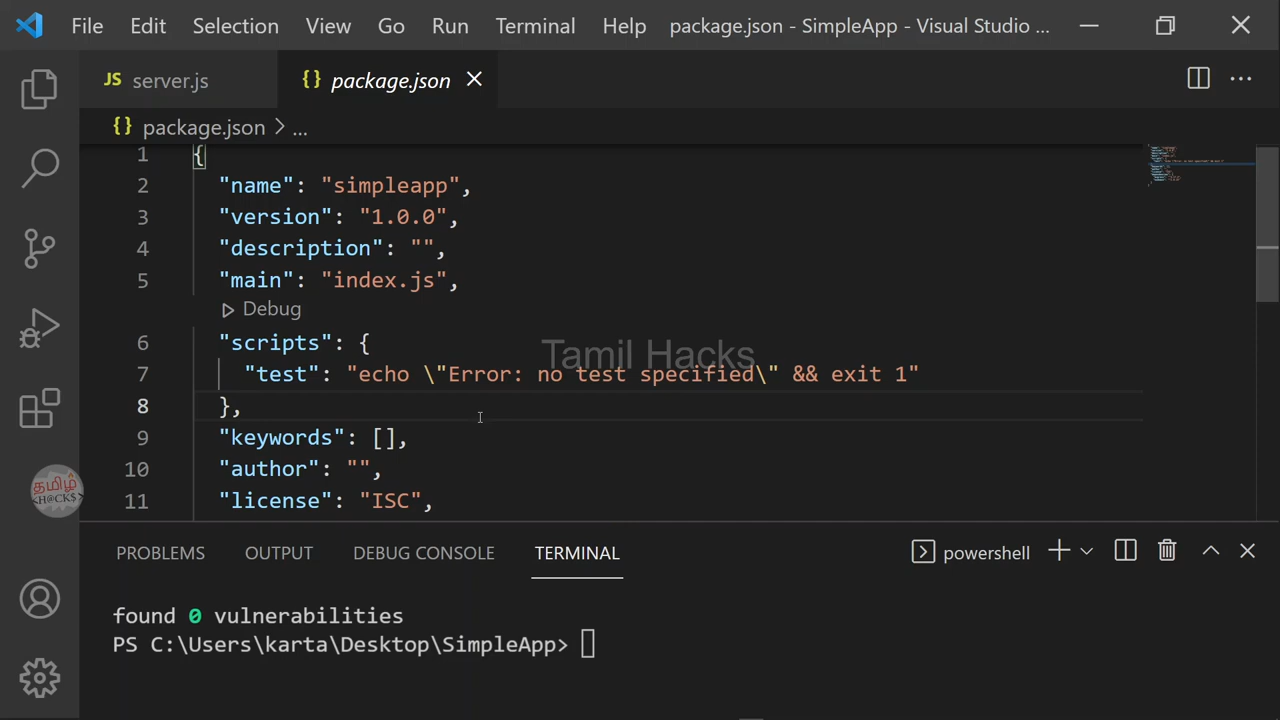 File Edit Selection View Go Run Terminal Help package.json - SimpleApp - Visual Studio ...
JS server.js {} package.json
{} package.json > ...
1 {
2 "name": "simpleapp",
3 "version": "1.0.0",
4 "description": "",
5 "main": "index.js",
Debug
6 "scripts": {
Tamil Hacks
7 "test": "echo \"Error: no test specified\" && exit 1"
8 },
9 "keywords": [],
10 "author": "",
தமிழ்
<H@CK$>
11 "license": "ISC",
PROBLEMS OUTPUT DEBUG CONSOLE TERMINAL powershell
found 0 vulnerabilities
PS C:\Users\karta\Desktop\SimpleApp>